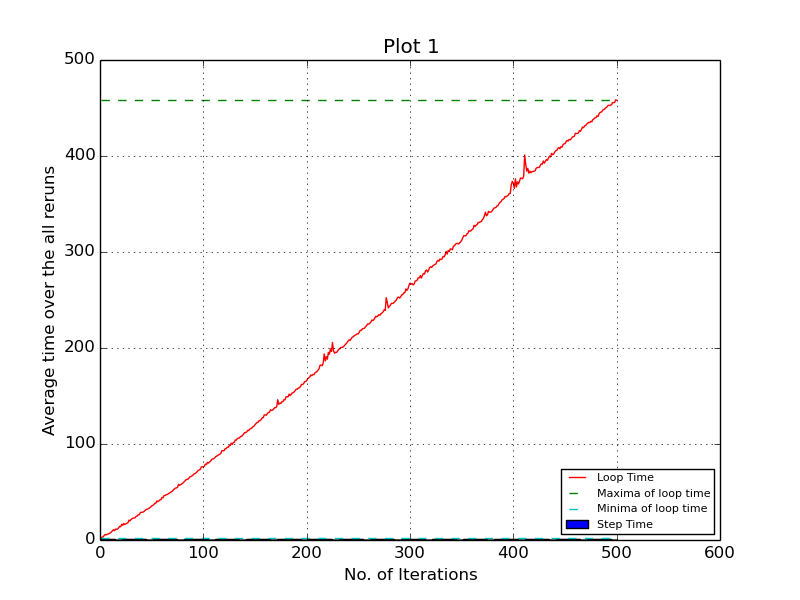 Plot 1
500
400
300
200
100
0
Average time over the all reruns
0 100 200 300 400 500 600
No. of Iterations
Loop Time
Maxima of loop time
Minima of loop time
Step Time